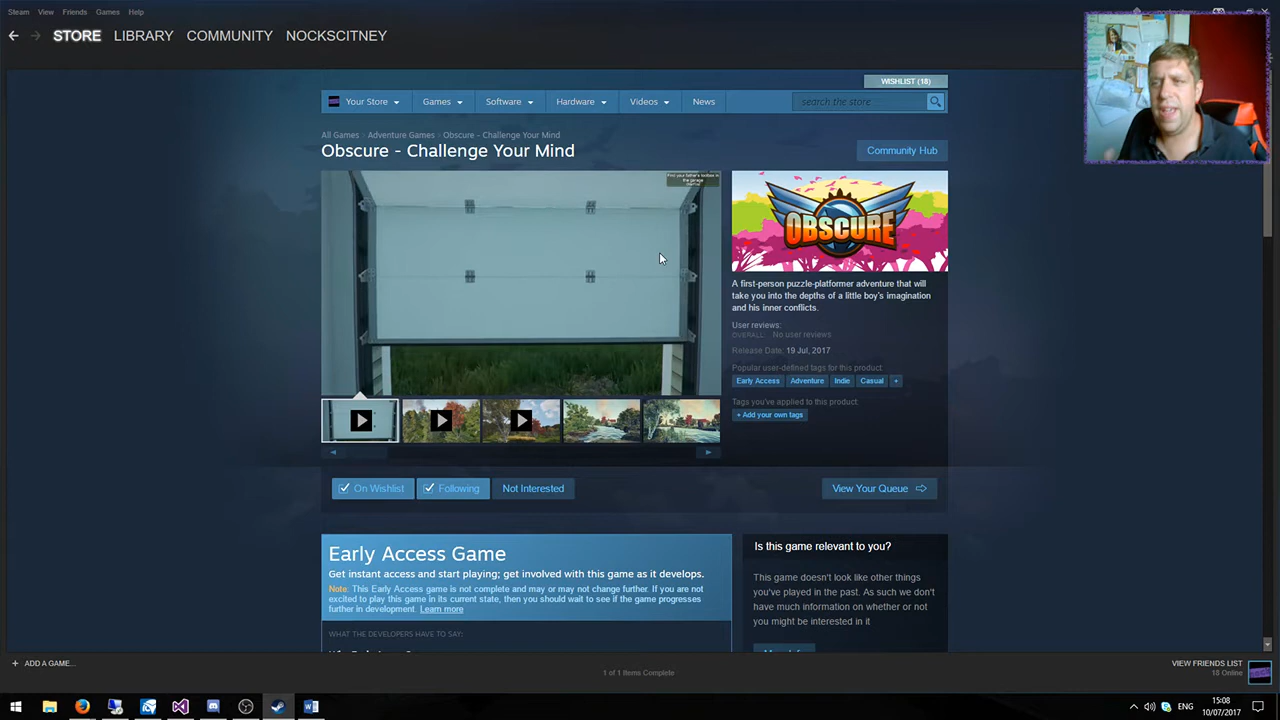 Steam View Friends Games Help
STORE LIBRARY COMMUNITY NOCKSCITNEY
WISHLIST (18)
Your Store Games Software Hardware Videos News search the store
All Games > Adventure Games > Obscure - Challenge Your Mind
Obscure - Challenge Your Mind
Community Hub
Find your father's toolbox in
the garage
OBSCURE
A first-person puzzle-platformer adventure that will
take you into the depths of a little boy's imagination
and his inner conflicts.
User reviews:
OVERALL: No user reviews
Release Date: 19 Jul, 2017
Popular user-defined tags for this product:
Early Access Adventure Indie Casual +
Tags you've applied to this product:
+ Add your own tags
On Wishlist Following Not Interested View Your Queue
Early Access Game
Get instant access and start playing; get involved with this game as it develops.
Note: This Early Access game is not complete and may or may not change further. If you are
not excited to play this game in its current state, then you should wait to see if the game progresses
further in development. Learn more
WHAT THE DEVELOPERS HAVE TO SAY:
Is this game relevant to you?
This game doesn't look like other things
you've played in the past. As such we don't
have much information on whether or not
you might be interested in it
+ ADD A GAME...
1 of 1 Items Complete
VIEW FRIENDS LIST
18 Online
ENG
15:08
10/07/2017